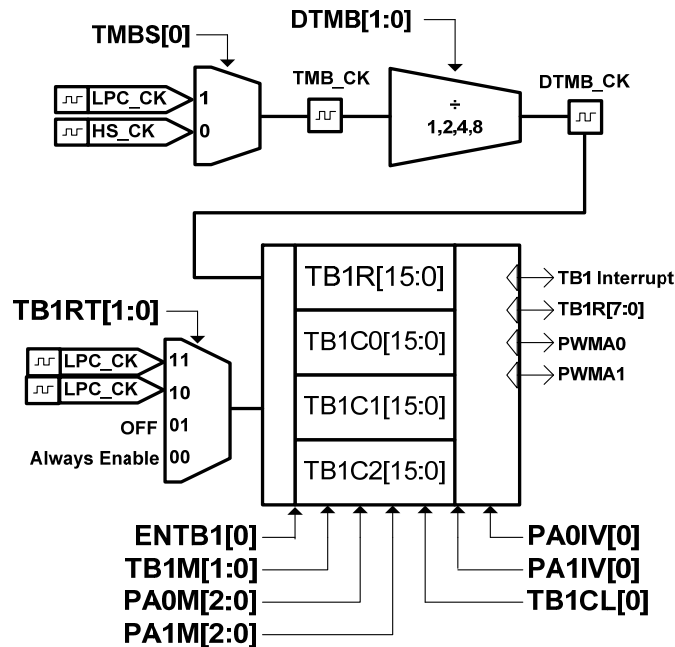 TMBS[0]
DTMB[1:0]
LPC_CK 1
HS_CK 0
TMB_CK
÷
1,2,4,8
DTMB_CK
TB1RT[1:0]
LPC_CK 11
LPC_CK 10
OFF 01
Always Enable 00
TB1R[15:0]
TB1C0[15:0]
TB1C1[15:0]
TB1C2[15:0]
TB1 Interrupt
TB1R[7:0]
PWMA0
PWMA1
ENTB1[0]
TB1M[1:0]
PA0M[2:0]
PA1M[2:0]
PA0IV[0]
PA1IV[0]
TB1CL[0]